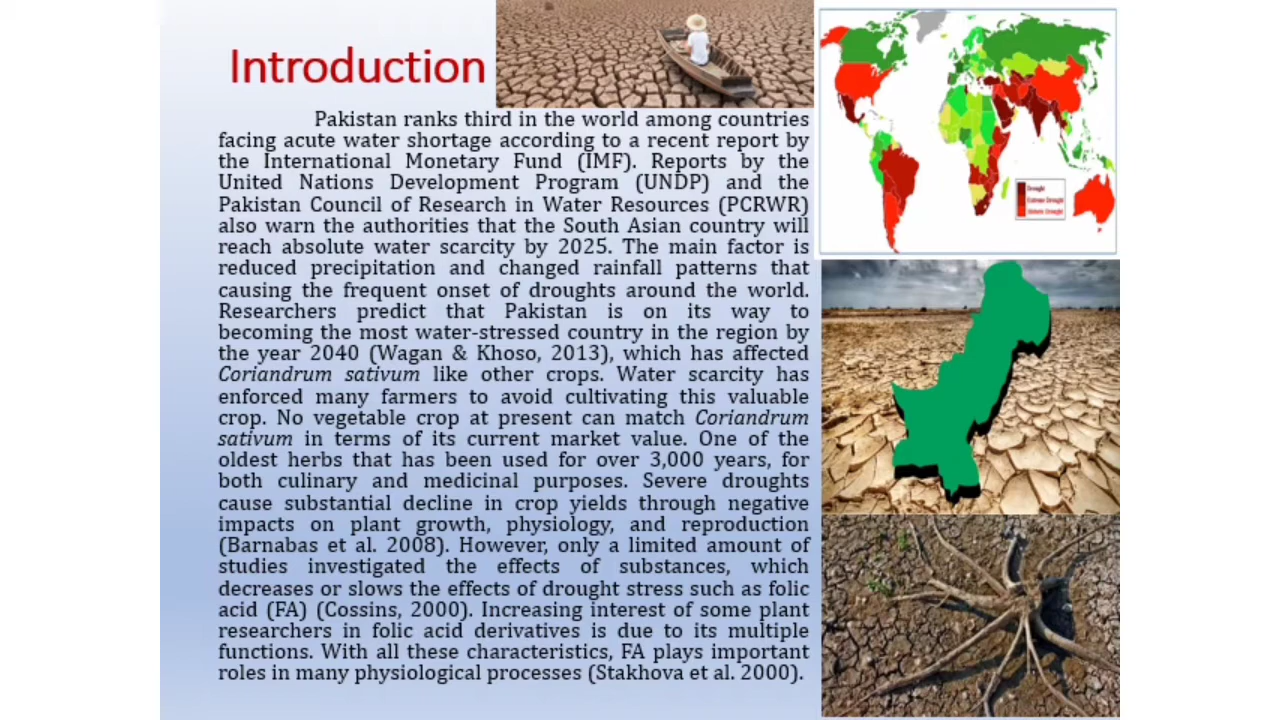 Introduction
Pakistan ranks third in the world among countries
facing acute water shortage according to a recent report by
the International Monetary Fund (IMF). Reports by the
United Nations Development Program (UNDP) and the
Pakistan Council of Research in Water Resources (PCRWR)
also warn the authorities that the South Asian country will
reach absolute water scarcity by 2025. The main factor is
reduced precipitation and changed rainfall patterns that
causing the frequent onset of droughts around the world.
Researchers predict that Pakistan is on its way to
becoming the most water-stressed country in the region by
the year 2040 (Wagan & Khoso, 2013), which has affected
Coriandrum sativum like other crops. Water scarcity has
enforced many farmers to avoid cultivating this valuable
crop. No vegetable crop at present can match Coriandrum
sativum in terms of its current market value. One of the
oldest herbs that has been used for over 3,000 years, for
both culinary and medicinal purposes. Severe droughts
cause substantial decline in crop yields through negative
impacts on plant growth, physiology, and reproduction
(Barnabas et al. 2008). However, only a limited amount of
studies investigated the effects of substances, which
decreases or slows the effects of drought stress such as folic
acid (FA) (Cossins, 2000). Increasing interest of some plant
researchers in folic acid derivatives is due to its multiple
functions. With all these characteristics, FA plays important
roles in many physiological processes (Stakhova et al. 2000).
Drought
Extreme Drought